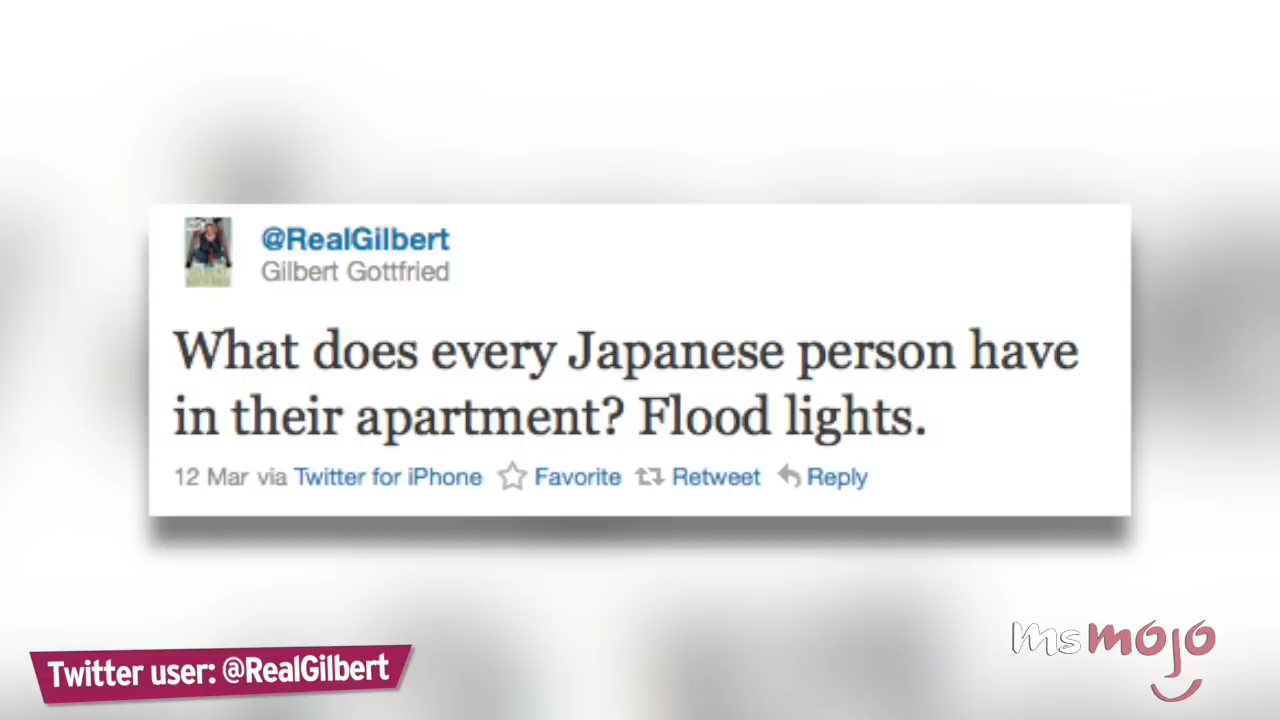 @RealGilbert
Gilbert Gottfried
What does every Japanese person have
in their apartment? Flood lights.
12 Mar via Twitter for iPhone Favorite Retweet Reply
Twitter user: @RealGilbert
msmojo